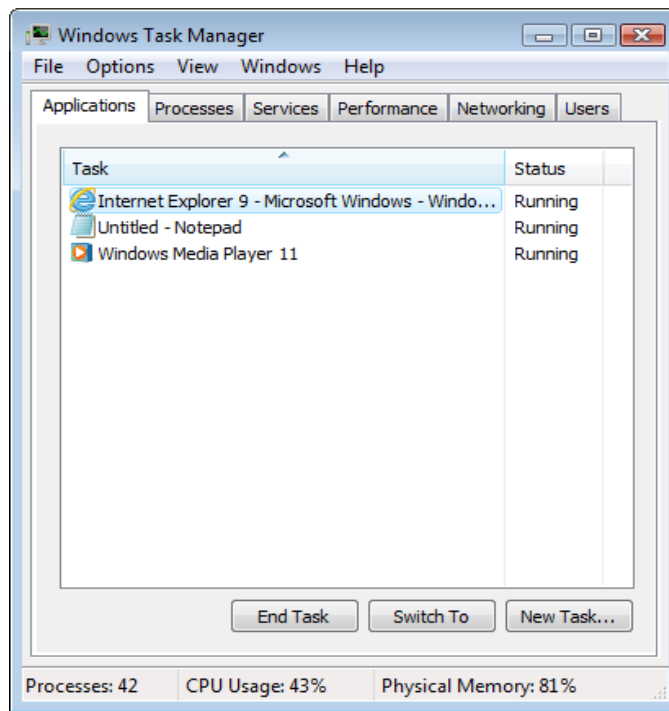 Windows Task Manager
File Options View Windows Help
Applications Processes Services Performance Networking Users
Task Status
Internet Explorer 9 - Microsoft Windows - Windo... Running
Untitled - Notepad Running
Windows Media Player 11 Running
End Task Switch To New Task...
Processes: 42 CPU Usage: 43% Physical Memory: 81%